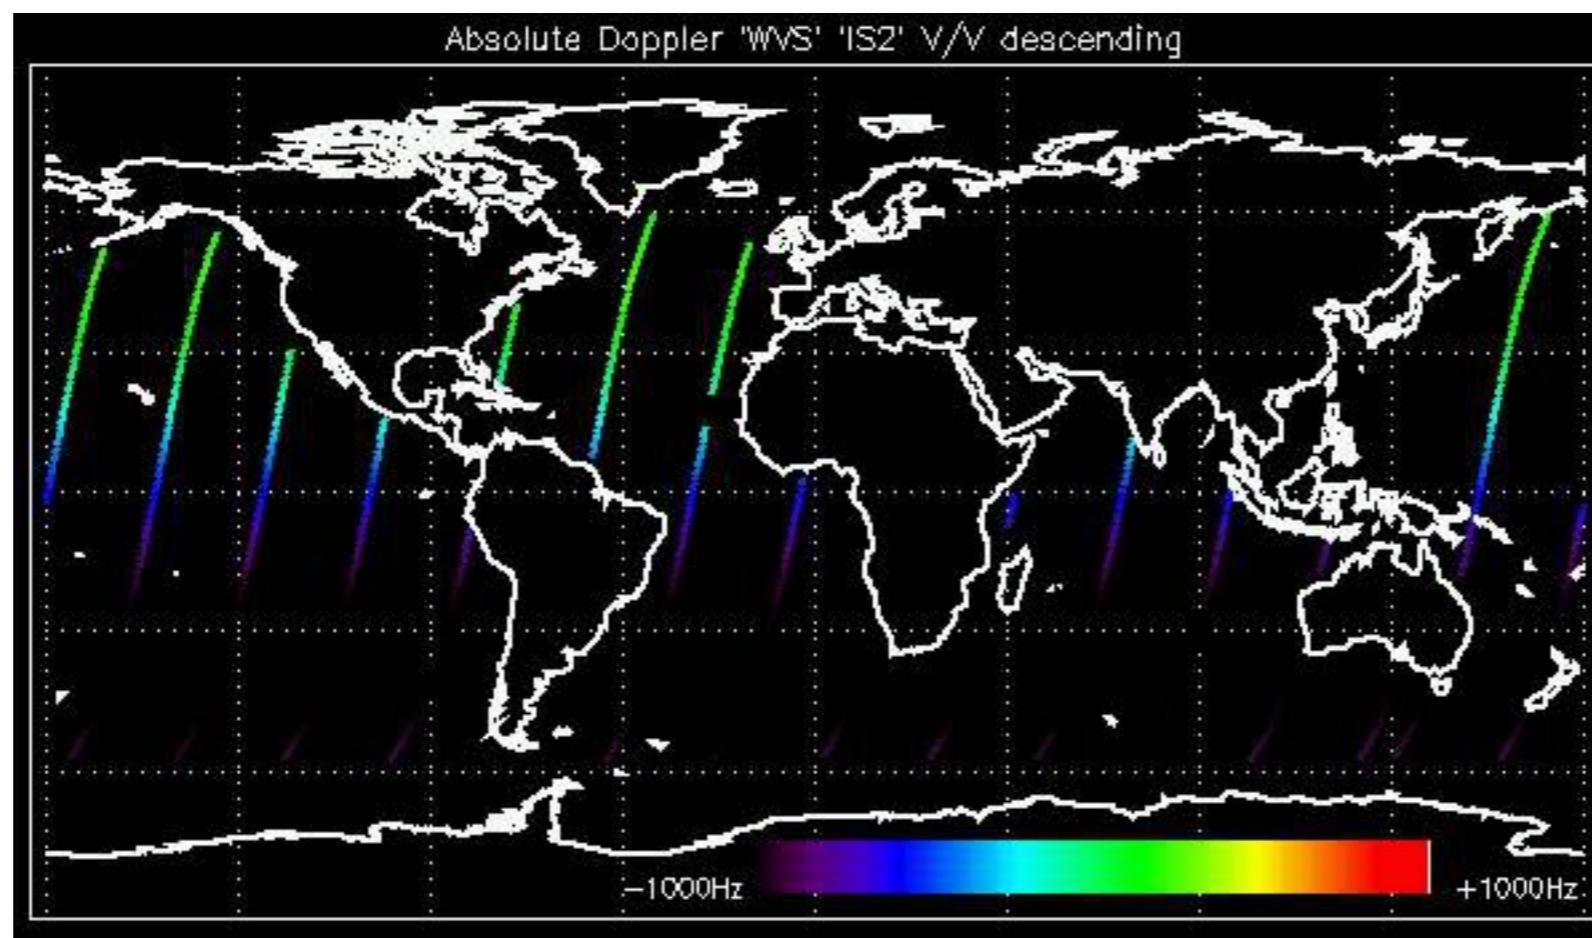 Absolute Doppler 'WVS' 'IS2' V/V descending
−1000Hz
+1000Hz